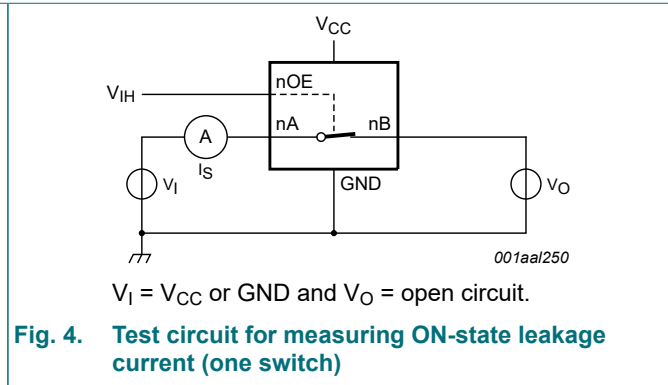 VCC
nOE
VIH
nA
nB
A
IS
VI
GND
VO
001aal250
VI = VCC or GND and VO = open circuit.
Fig. 4. Test circuit for measuring ON-state leakage
current (one switch)